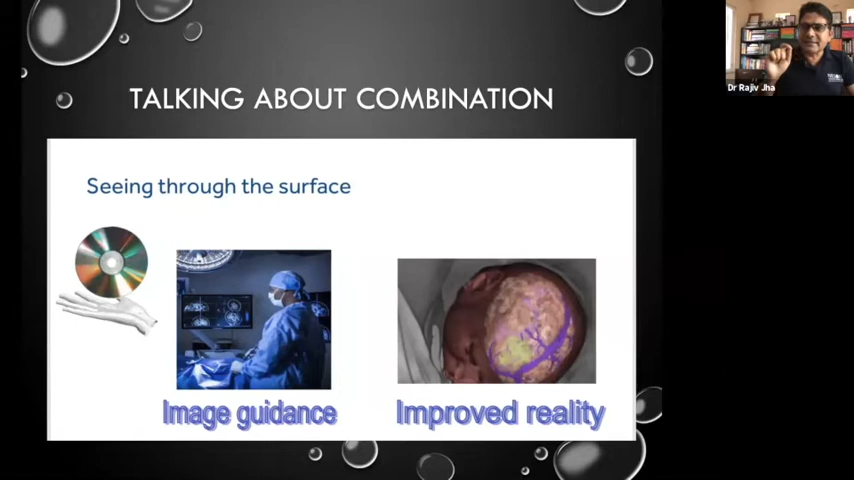 TALKING ABOUT COMBINATION
Seeing through the surface
Image guidance
Improved reality
Dr Rajiv Jha